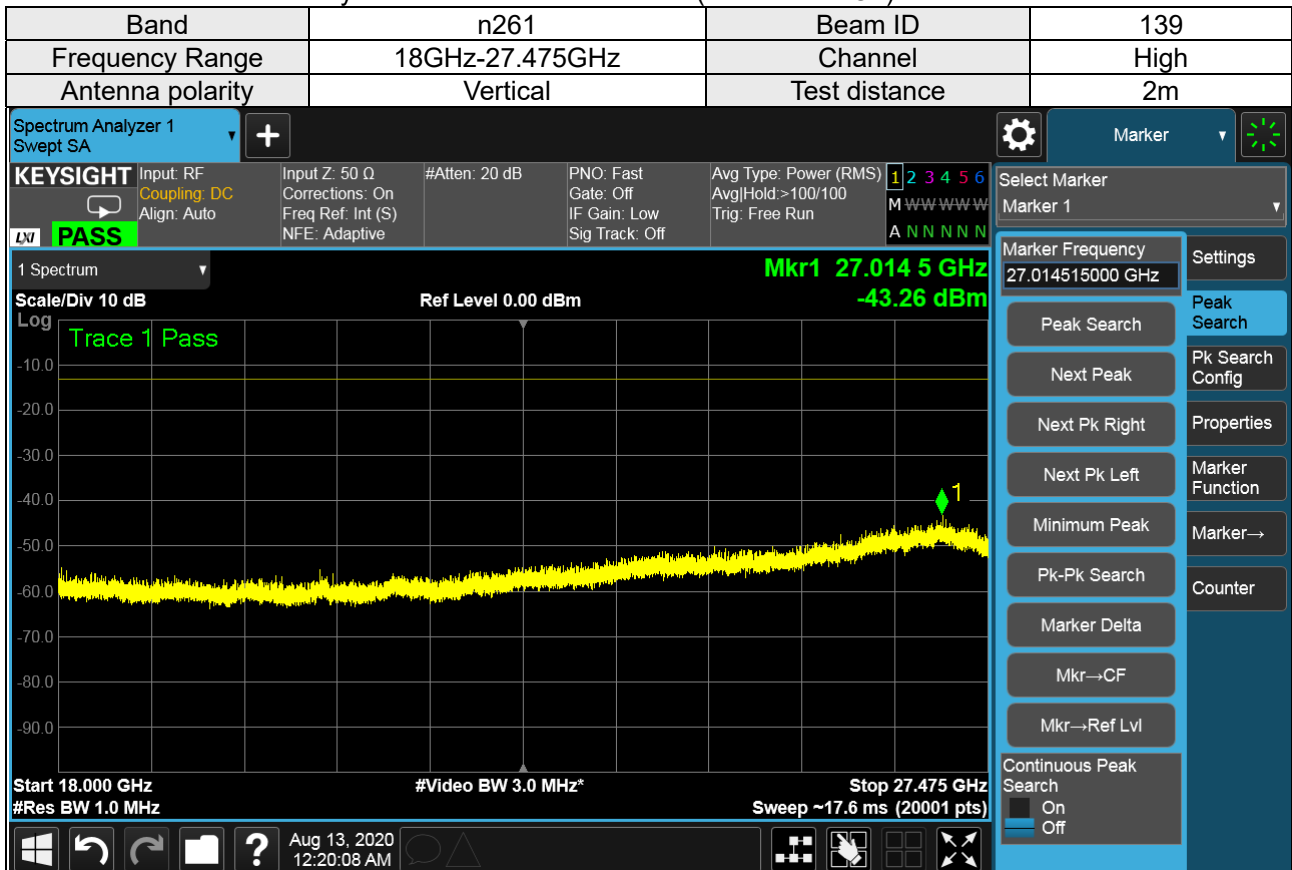 Band n261 Beam ID 139
Frequency Range 18GHz-27.475GHz Channel High
Antenna polarity Vertical Test distance 2m
Spectrum Analyzer 1
Swept SA
+
Marker
KEYSIGHT
LXI PASS
Input: RF
Coupling: DC
Align: Auto
Input Z: 50 Ω
Corrections: On
Freq Ref: Int (S)
NFE: Adaptive
#Atten: 20 dB
PNO: Fast
Gate: Off
IF Gain: Low
Sig Track: Off
Avg Type: Power (RMS)
Avg|Hold:>100/100
Trig: Free Run
1 2 3 4 5 6
M W W W W W
A N N N N N
Select Marker
Marker 1
1 Spectrum
Mkr1 27.014 5 GHz
-43.26 dBm
Scale/Div 10 dB
Ref Level 0.00 dBm
Log
Trace 1 Pass
-10.0
-20.0
-30.0
-40.0
-50.0
-60.0
-70.0
-80.0
-90.0
1
Start 18.000 GHz
#Video BW 3.0 MHz*
Stop 27.475 GHz
#Res BW 1.0 MHz
Sweep ~17.6 ms (20001 pts)
Marker Frequency
27.014515000 GHz
Peak Search
Next Peak
Next Pk Right
Next Pk Left
Minimum Peak
Pk-Pk Search
Marker Delta
Mkr→CF
Mkr→Ref Lvl
Continuous Peak
Search
On
Off
Settings
Peak
Search
Pk Search
Config
Properties
Marker
Function
Marker→
Counter
?
Aug 13, 2020
12:20:08 AM